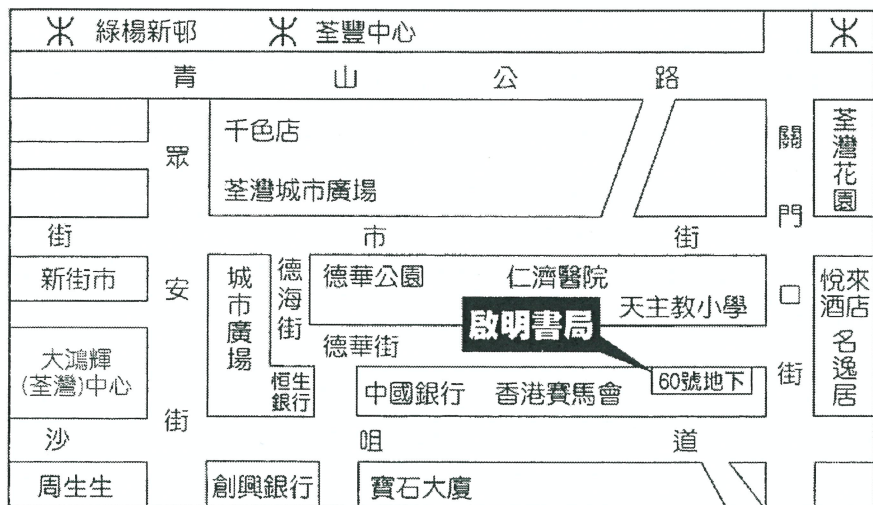 綠楊新邨 荃豐中心
青山公路
千色店
荃灣城市廣場
眾安街
關門口街
荃灣花園
街市街
新街市
城市廣場
德海街
德華公園 仁濟醫院
天主教小學
悅來酒店
名逸居
啟明書局
德華街
大鴻輝
(荃灣)中心
恒生
銀行
中國銀行 香港賽馬會
60號地下
沙咀道
周生生
創興銀行
寶石大廈